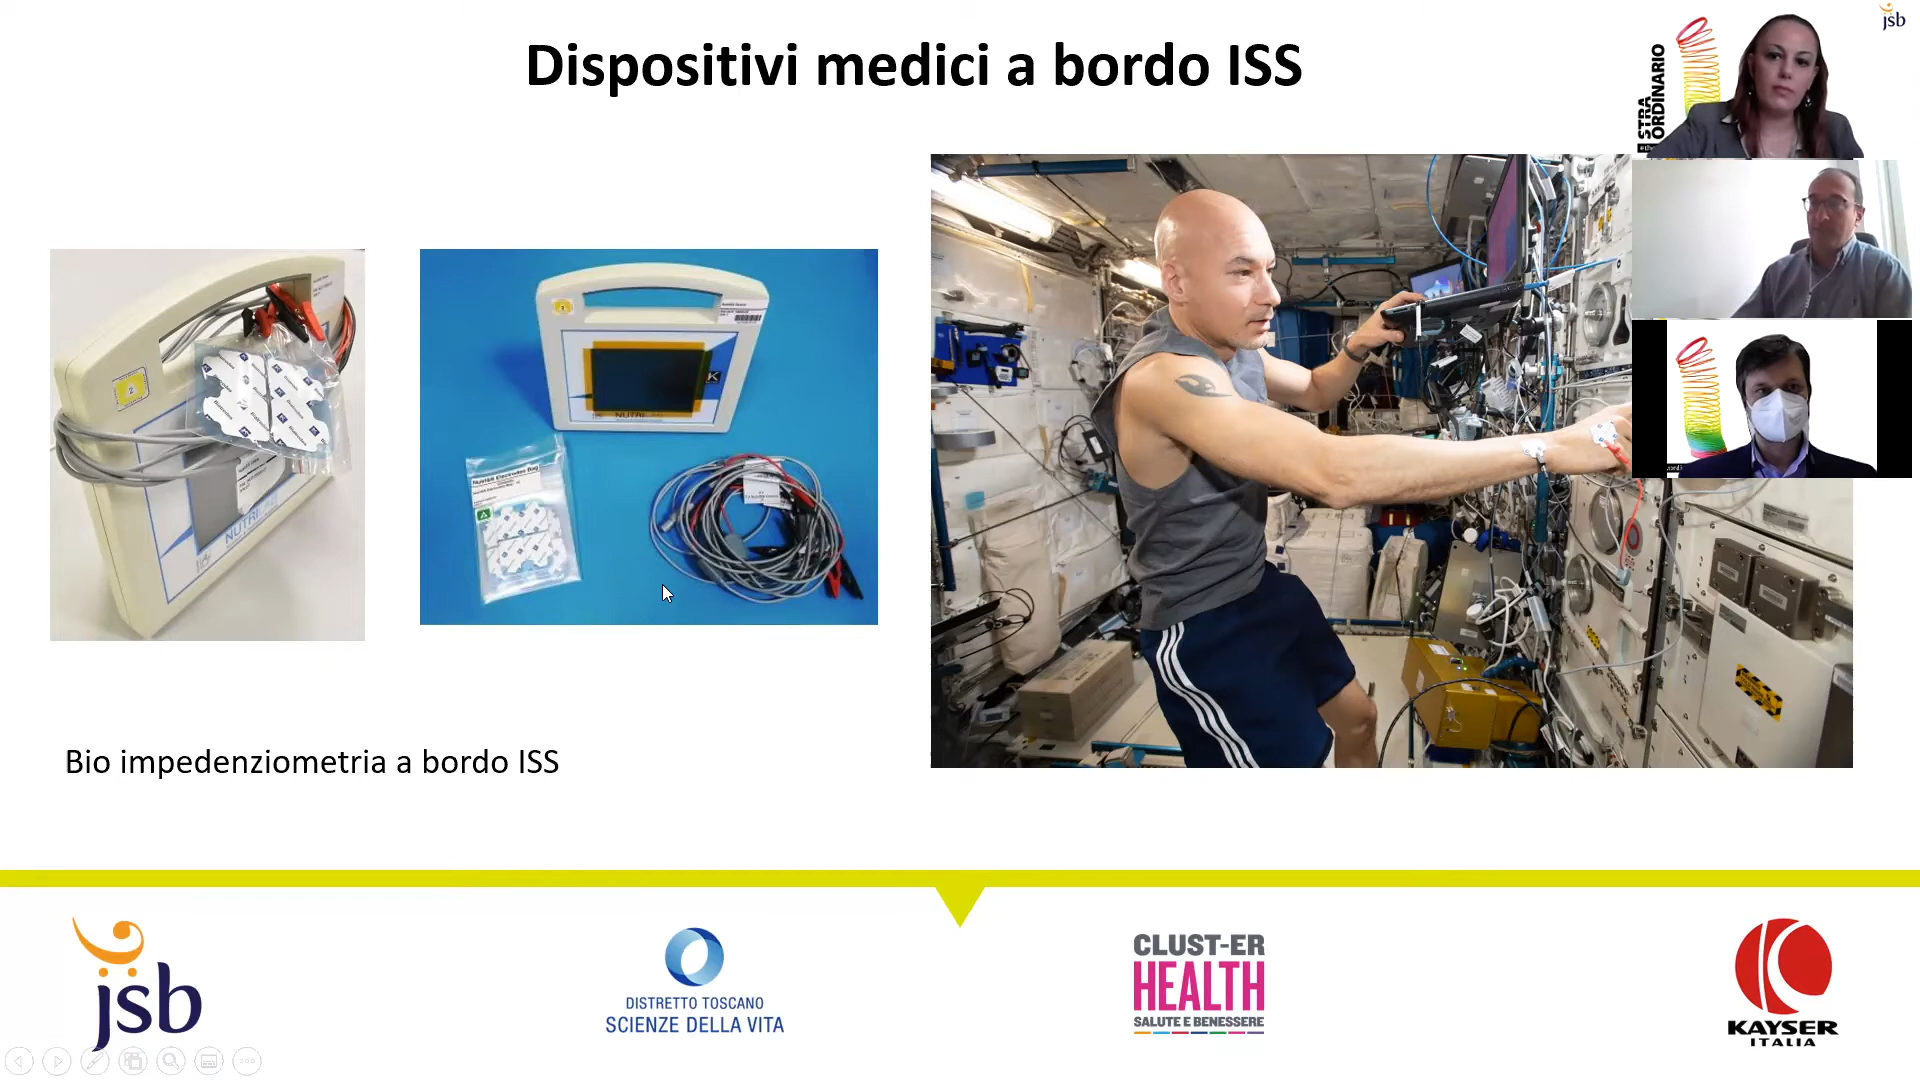 Dispositivi medici a bordo ISS
jsb
STRA
ORDINARIO
NUTRI
Bio impedenziometria a bordo ISS
jsb
DISTRETTO TOSCANO
SCIENZE DELLA VITA
CLUST-ER
HEALTH
SALUTE E BENESSERE
KAYSER
ITALIA